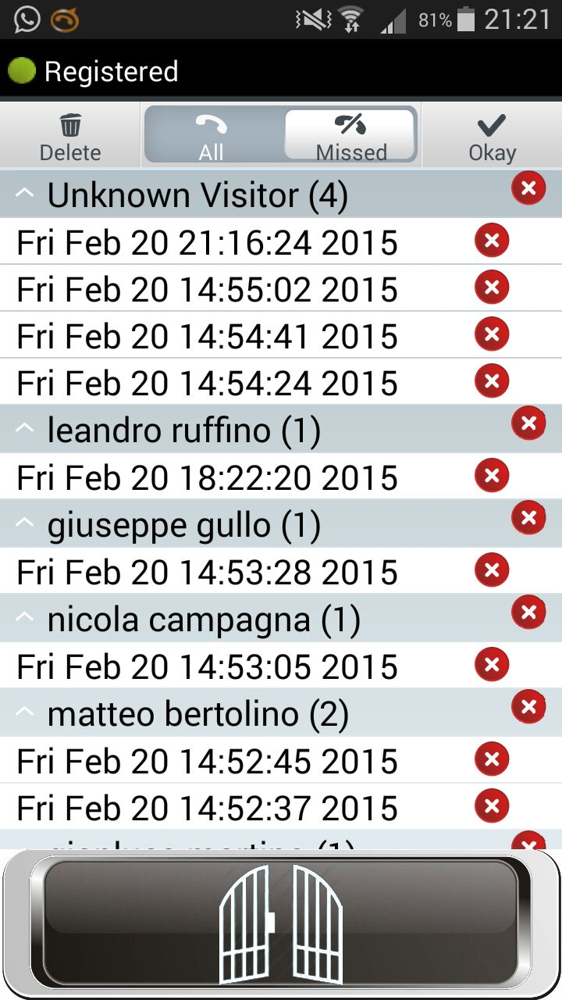 81% 21:21
Registered
Delete All Missed Okay
Unknown Visitor (4)
Fri Feb 20 21:16:24 2015
Fri Feb 20 14:55:02 2015
Fri Feb 20 14:54:41 2015
Fri Feb 20 14:54:24 2015
leandro ruffino (1)
Fri Feb 20 18:22:20 2015
giuseppe gullo (1)
Fri Feb 20 14:53:28 2015
nicola campagna (1)
Fri Feb 20 14:53:05 2015
matteo bertolino (2)
Fri Feb 20 14:52:45 2015
Fri Feb 20 14:52:37 2015
(1)